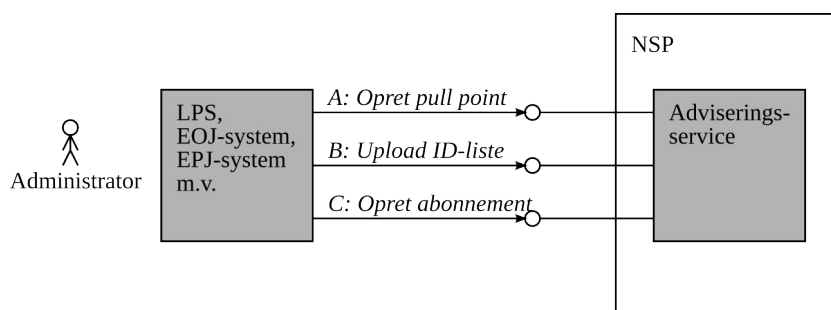 NSP
LPS,
EOJ-system,
EPJ-system
m.v.
A: Opret pull point
B: Upload ID-liste
C: Opret abonnement
Adviserings-
service
Administrator